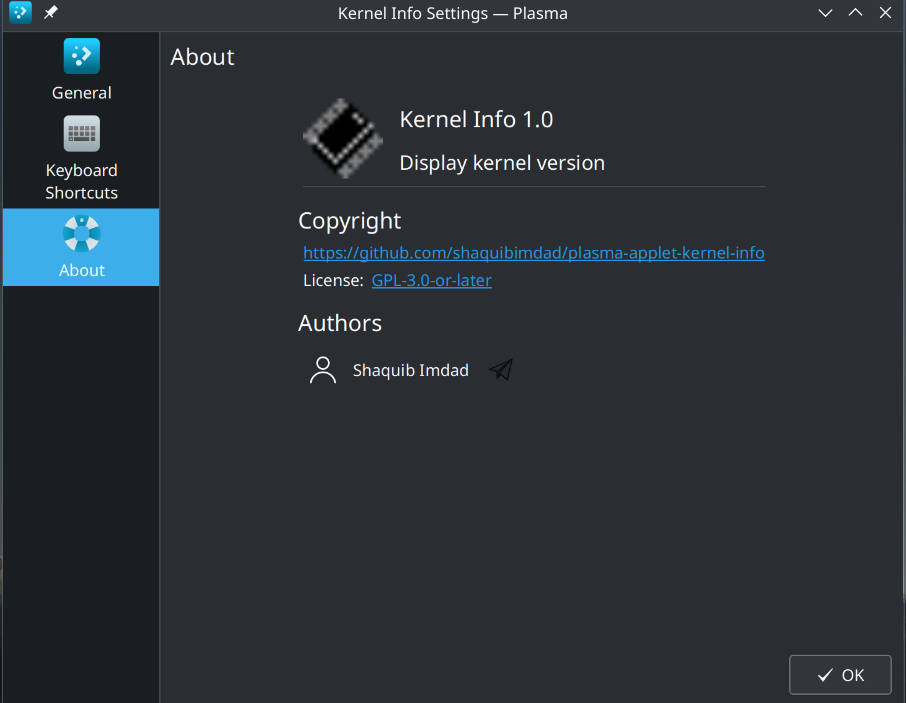 Kernel Info Settings — Plasma
General
Keyboard
Shortcuts
About
About
Kernel Info 1.0
Display kernel version
Copyright
https://github.com/shaquibimdad/plasma-applet-kernel-info
License: GPL-3.0-or-later
Authors
Shaquib Imdad
OK